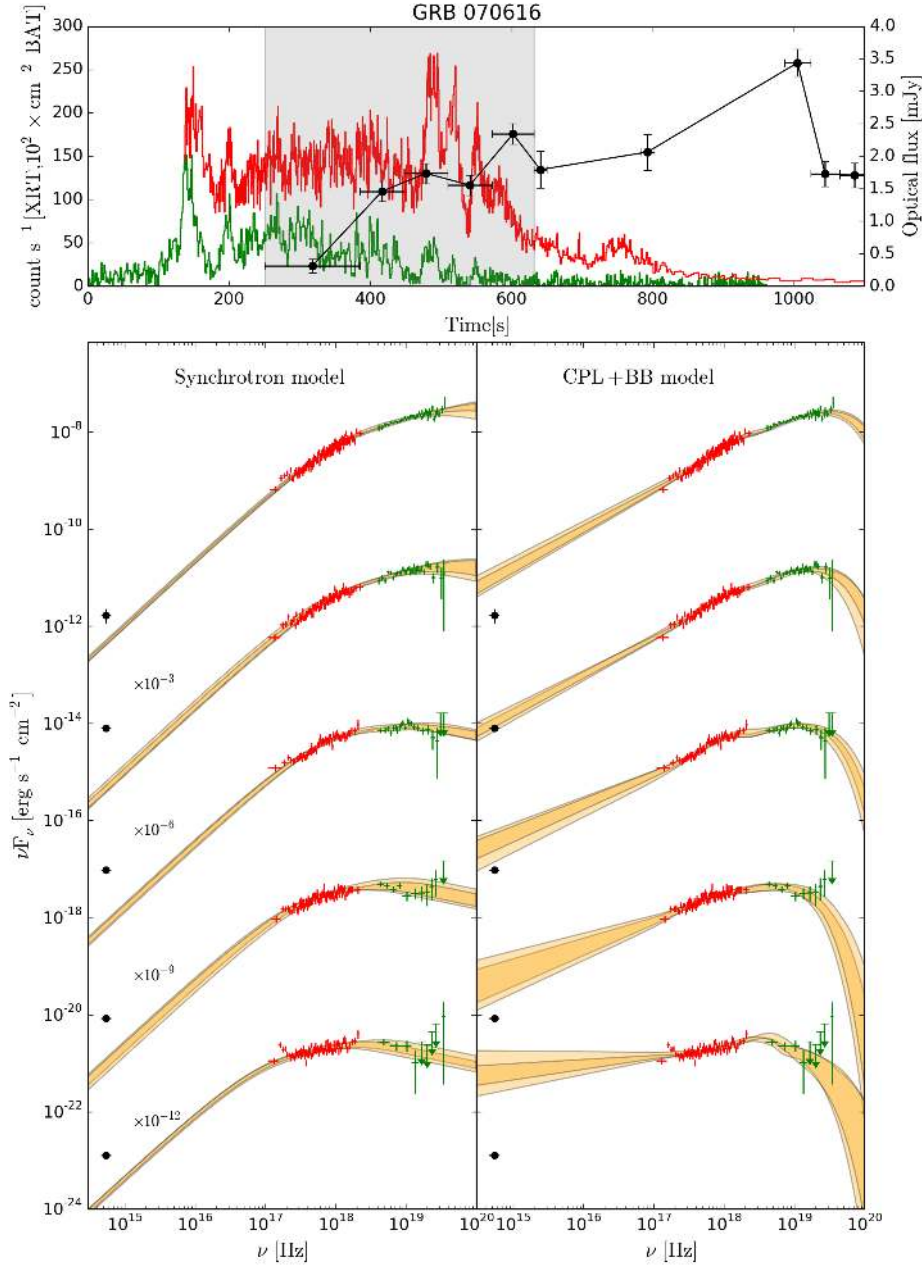 GRB 070616
count s⁻¹ [XRT,10² × cm⁻² BAT]
300
250
200
150
100
50
0
4.0
3.5
3.0
2.5
2.0
1.5
1.0
0.5
0.0
Optical flux [mJy]
0 200 400 600 800 1000
Time[s]
Synchrotron model
CPL+BB model
νF_ν [erg s⁻¹ cm⁻²]
10⁻⁸
10⁻¹⁰
10⁻¹²
×10⁻³
10⁻¹⁴
×10⁻⁶
10⁻¹⁶
10⁻¹⁸
×10⁻⁹
10⁻²⁰
10⁻²²
×10⁻¹²
10⁻²⁴
10¹⁵ 10¹⁶ 10¹⁷ 10¹⁸ 10¹⁹ 10²⁰ 10¹⁵ 10¹⁶ 10¹⁷ 10¹⁸ 10¹⁹ 10²⁰
ν [Hz]
ν [Hz]